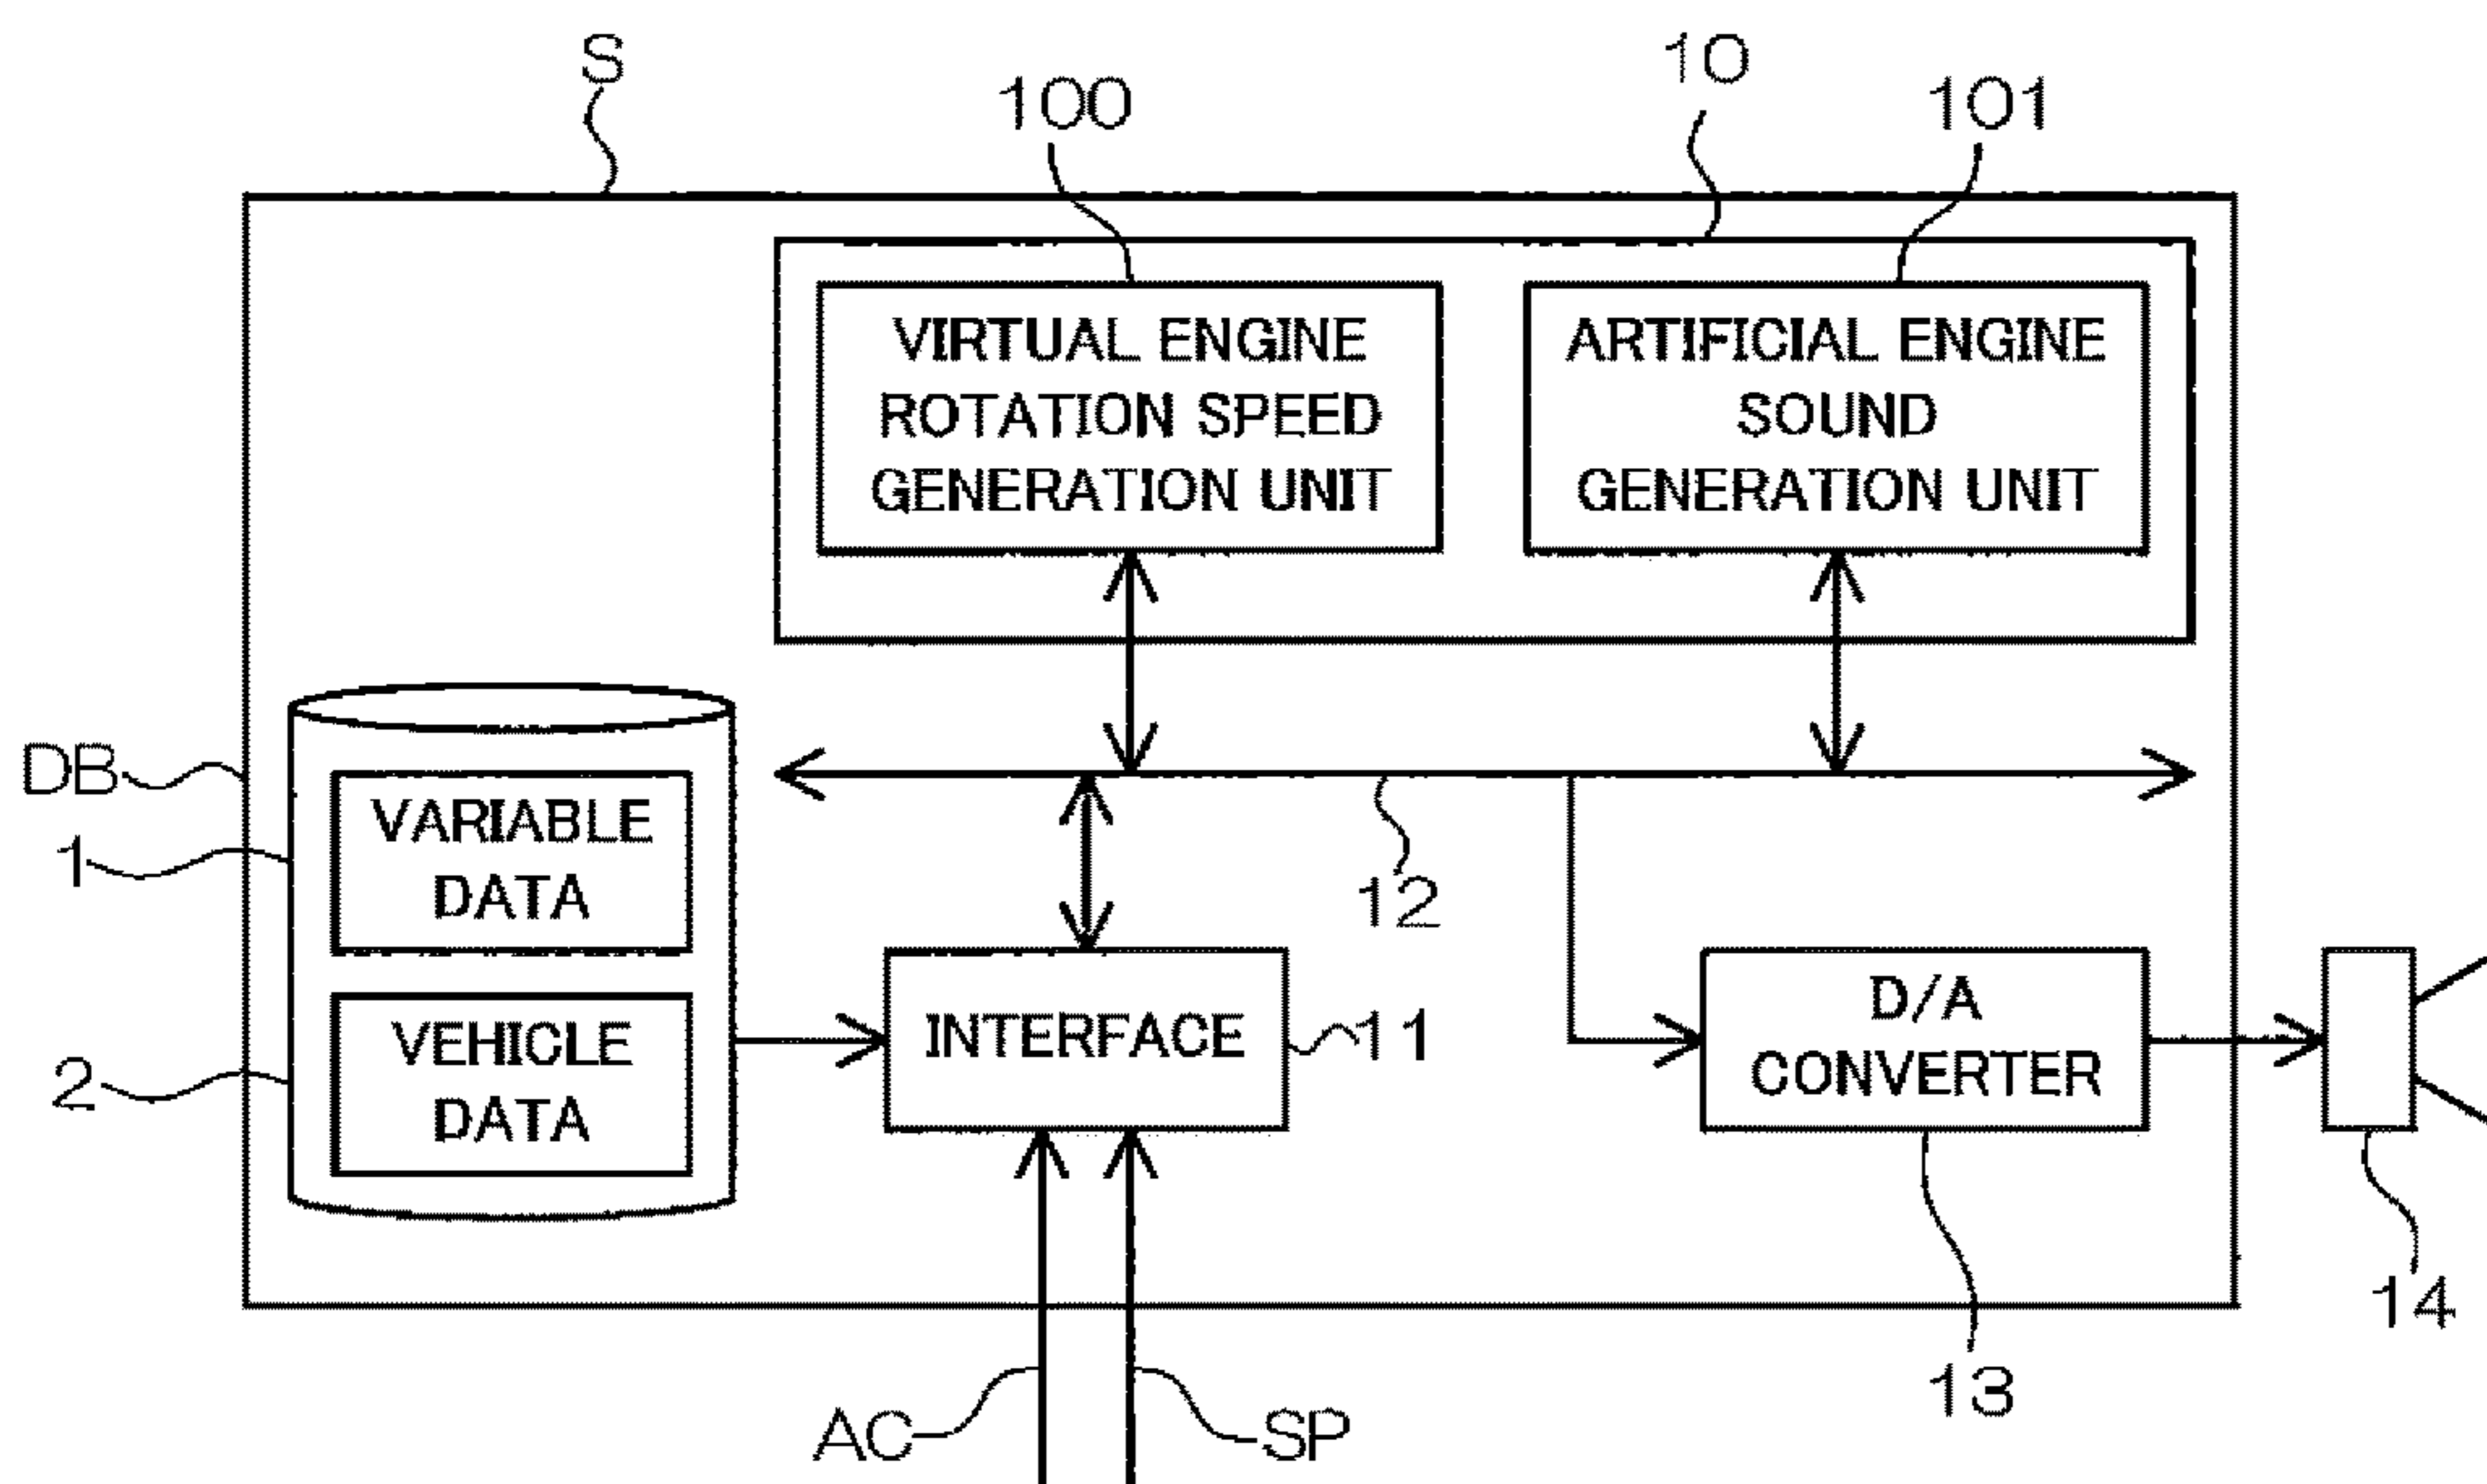 S
10
100
101
VIRTUAL ENGINE
ROTATION SPEED
GENERATION UNIT
ARTIFICIAL ENGINE
SOUND
GENERATION UNIT
DB
1
VARIABLE
DATA
2
VEHICLE
DATA
12
INTERFACE
11
D/A
CONVERTER
14
13
AC
SP